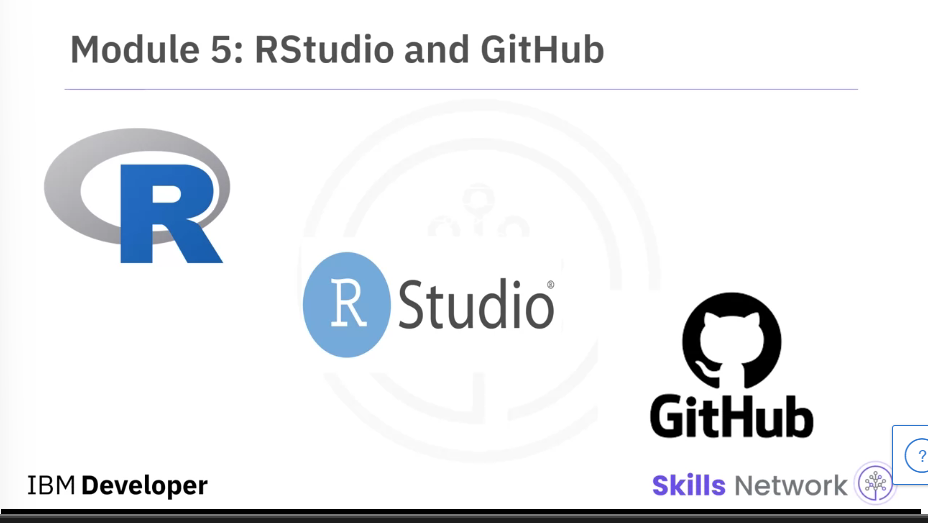 Module 5: RStudio and GitHub
R
R Studio®
GitHub
?
IBM Developer
Skills Network